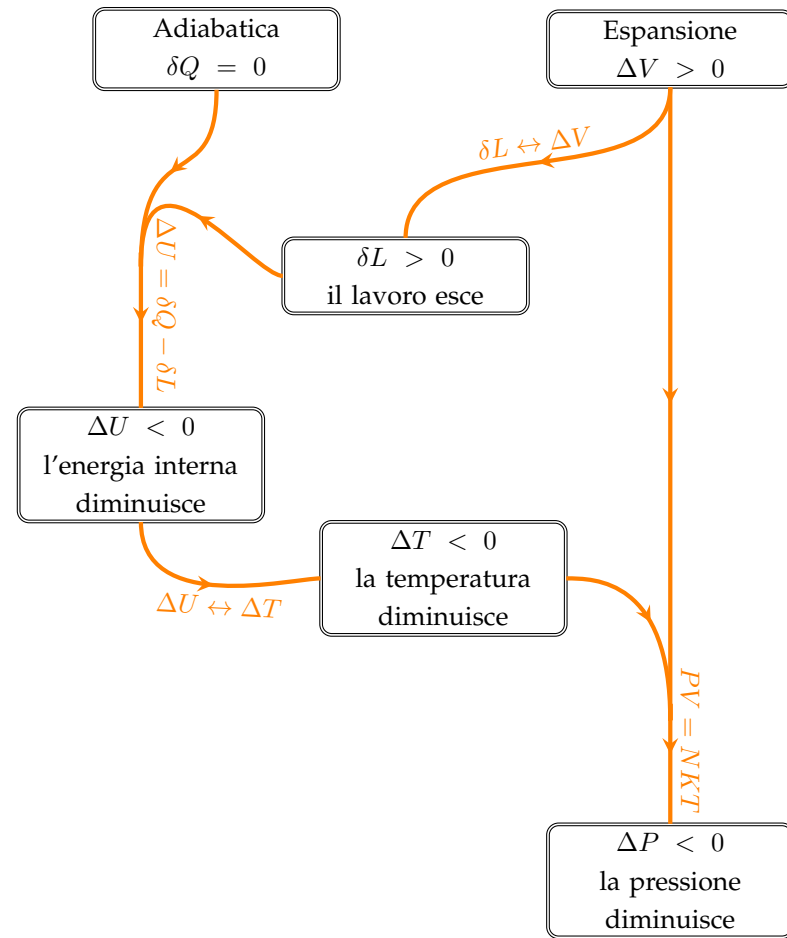 Adiabatica
δQ = 0
Espansione
ΔV > 0
δL ↔ ΔV
δL > 0
il lavoro esce
ΔU = δQ − δL
ΔU < 0
l'energia interna
diminuisce
ΔU ↔ ΔT
ΔT < 0
la temperatura
diminuisce
PV = NKT
ΔP < 0
la pressione
diminuisce